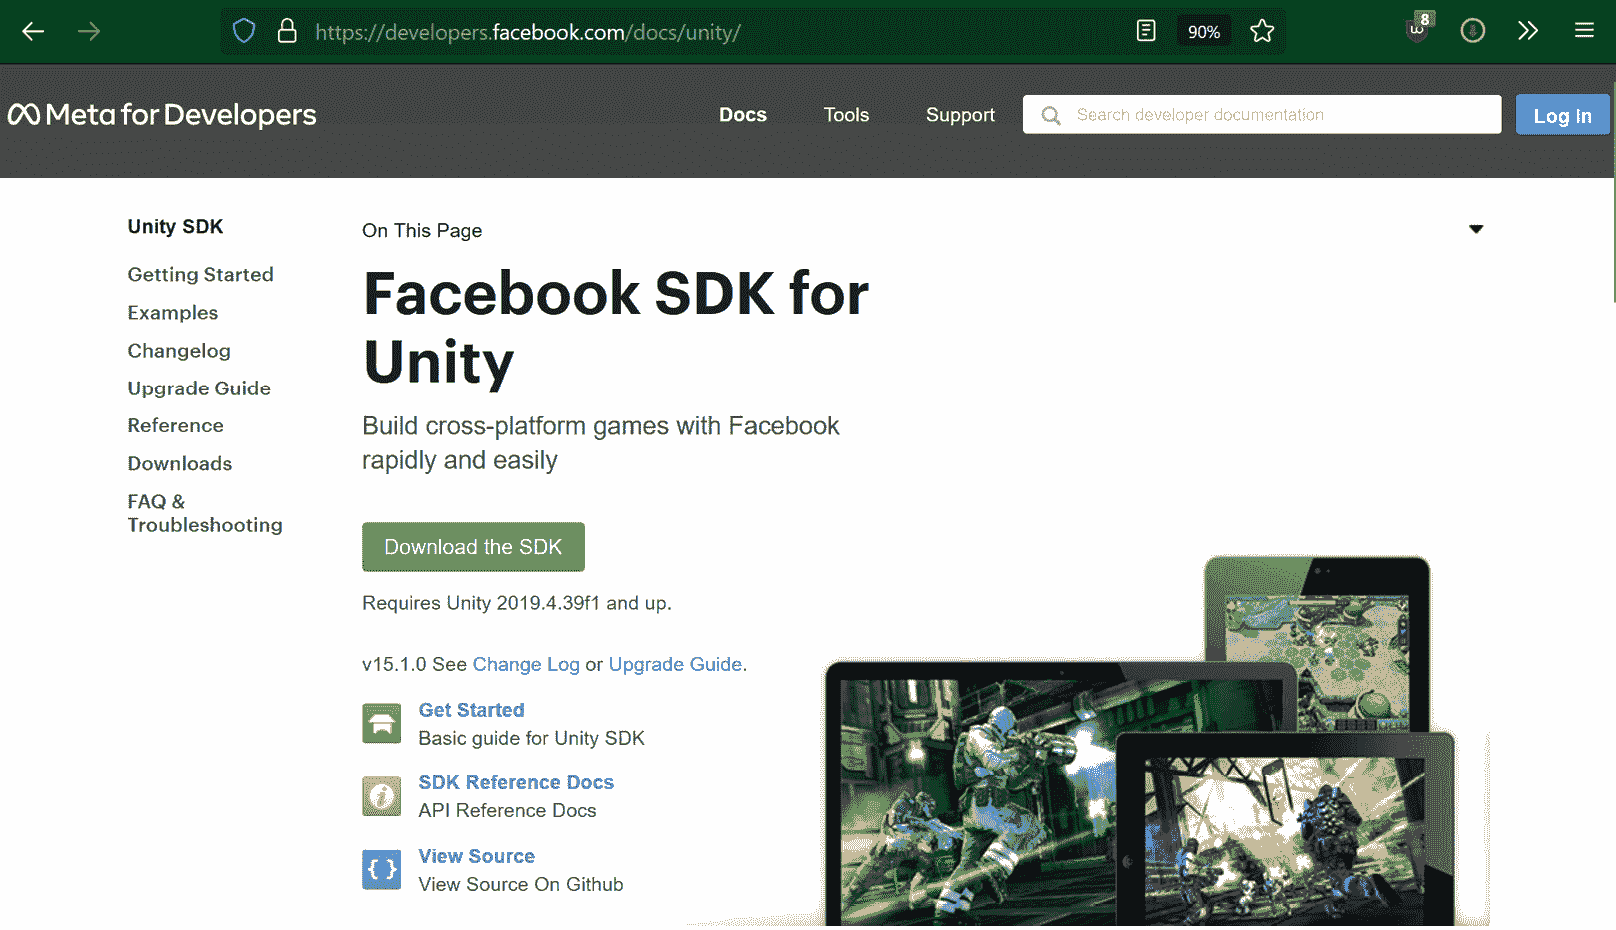 https://developers.facebook.com/docs/unity/
90%
8
Meta for Developers
Docs
Tools
Support
Search developer documentation
Log In
Unity SDK
Getting Started
Examples
Changelog
Upgrade Guide
Reference
Downloads
FAQ &
Troubleshooting
On This Page
Facebook SDK for
Unity
Build cross-platform games with Facebook
rapidly and easily
Download the SDK
Requires Unity 2019.4.39f1 and up.
v15.1.0 See Change Log or Upgrade Guide.
Get Started
Basic guide for Unity SDK
SDK Reference Docs
API Reference Docs
View Source
View Source On Github